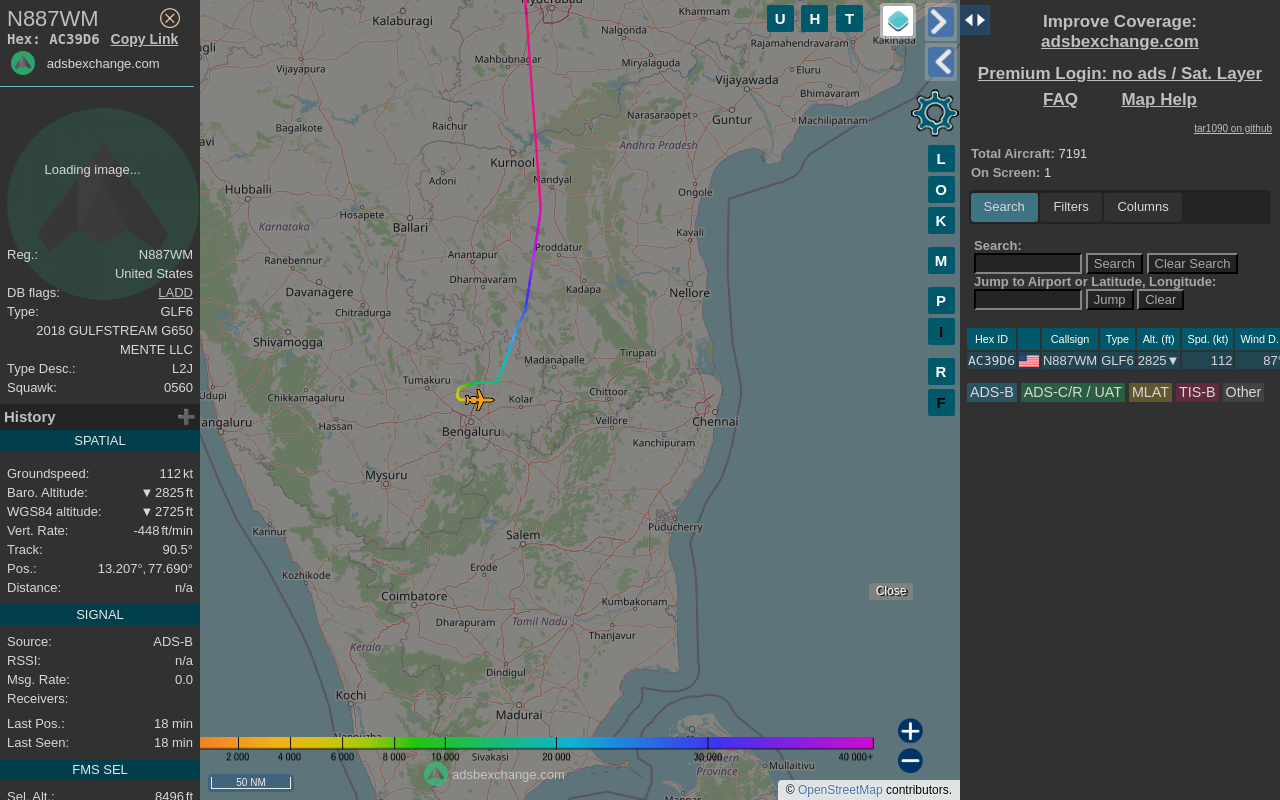 N887WM
Hex: AC39D6 Copy Link
adsbexchange.com
Loading image...
Reg.: N887WM
United States
DB flags: LADD
Type: GLF6
2018 GULFSTREAM G650
MENTE LLC
Type Desc.: L2J
Squawk: 0560
History
SPATIAL
Groundspeed: 112 kt
Baro. Altitude: ▼ 2825 ft
WGS84 altitude: ▼ 2725 ft
Vert. Rate: -448 ft/min
Track: 90.5°
Pos.: 13.207°, 77.690°
Distance: n/a
SIGNAL
Source: ADS-B
RSSI: n/a
Msg. Rate: 0.0
Receivers:
Last Pos.: 18 min
Last Seen: 18 min
FMS SEL
Sel. Alt.: 8496 ft
Kalaburagi
Khammam
Nalgonda
Rajamahendravaram
Kakinada
Mahbubnagar
Miryalaguda
Vijayapura
Eluru
Vijayawada
Bhimavaram
Narasaraopet
Guntur
Machilipatnam
Bagalkote
Raichur
Andhra Pradesh
Kurnool
Adoni
Nandyal
Hubballi
Ongole
Hosapete
Ballari
Karnataka
Kavali
Proddatur
Ranebennur
Anantapur
Dharmavaram
Kadapa
Nellore
Davanagere
Chitradurga
Shivamogga
Madanapalle
Tirupati
Tumakuru
Chittoor
Udupi
Chikkamagaluru
Kolar
angaluru
Hassan
Bengaluru
Vellore
Chennai
Kanchipuram
Mysuru
Puducherry
Kannur
Salem
Kozhikode
Erode
Coimbatore
Kumbakonam
Dharapuram
Tamil Nadu
Thanjavur
Kerala
Dindigul
Kochi
Madurai
Alappuzha
Sivakasi
Northern
Province
Mullaitivu
Mannar
U H T
L
O
K
M
P
I
R
F
Close
2 000 4 000 6 000 8 000 10 000 20 000 30 000 40 000+
adsbexchange.com
50 NM
© OpenStreetMap contributors.
Improve Coverage:
adsbexchange.com
Premium Login: no ads / Sat. Layer
FAQ Map Help
tar1090 on github
Total Aircraft: 7191
On Screen: 1
Search Filters Columns
Search:
Search Clear Search
Jump to Airport or Latitude, Longitude:
Jump Clear
Hex ID Callsign Type Alt. (ft) Spd. (kt) Wind D.
AC39D6 N887WM GLF6 2825▼ 112 87°
ADS-B ADS-C/R / UAT MLAT TIS-B Other